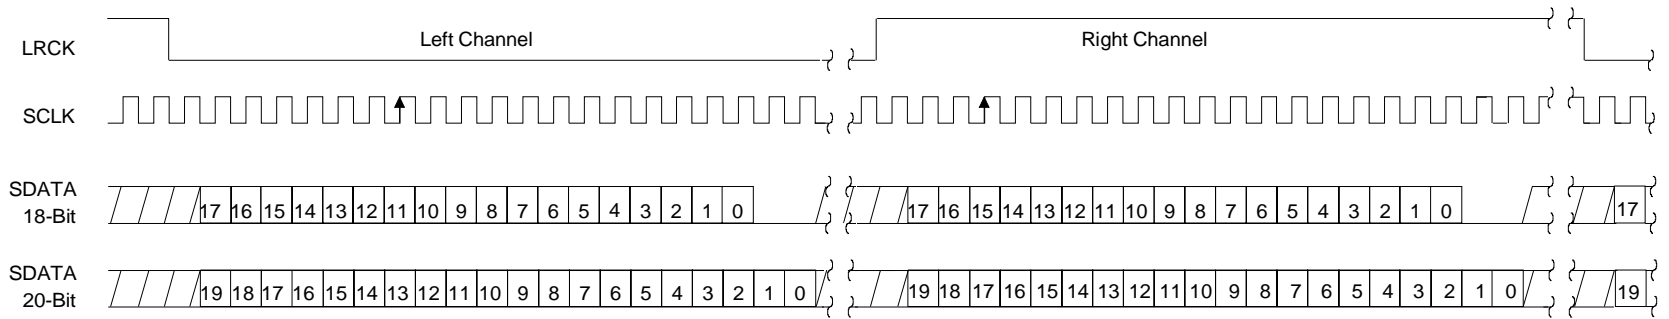 LRCK Left Channel Right Channel
SCLK
SDATA
18-Bit 17 16 15 14 13 12 11 10 9 8 7 6 5 4 3 2 1 0 17 16 15 14 13 12 11 10 9 8 7 6 5 4 3 2 1 0 17
SDATA
20-Bit 19 18 17 16 15 14 13 12 11 10 9 8 7 6 5 4 3 2 1 0 19 18 17 16 15 14 13 12 11 10 9 8 7 6 5 4 3 2 1 0 19